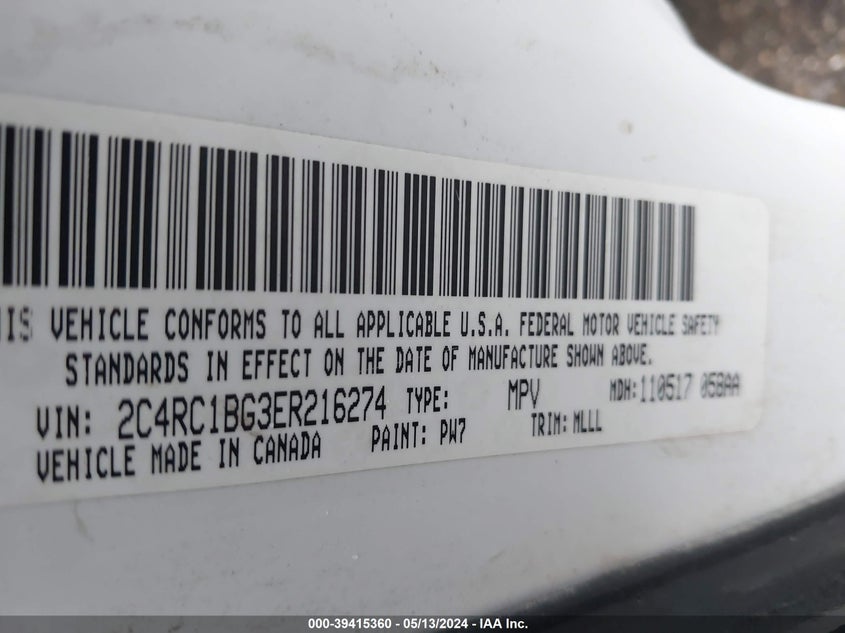 VEHICLE CONFORMS TO ALL APPLICABLE U.S.A. FEDERAL MOTOR VEHICLE SAFETY
STANDARDS IN EFFECT ON THE DATE OF MANUFACTURE SHOWN ABOVE.
VIN: 2C4RC1BG3ER216274 TYPE: MPV MDH: 110517 05BAA
VEHICLE MADE IN CANADA PAINT: PW7 TRIM: MLLL
000-39415360 - 05/13/2024 - IAA Inc.